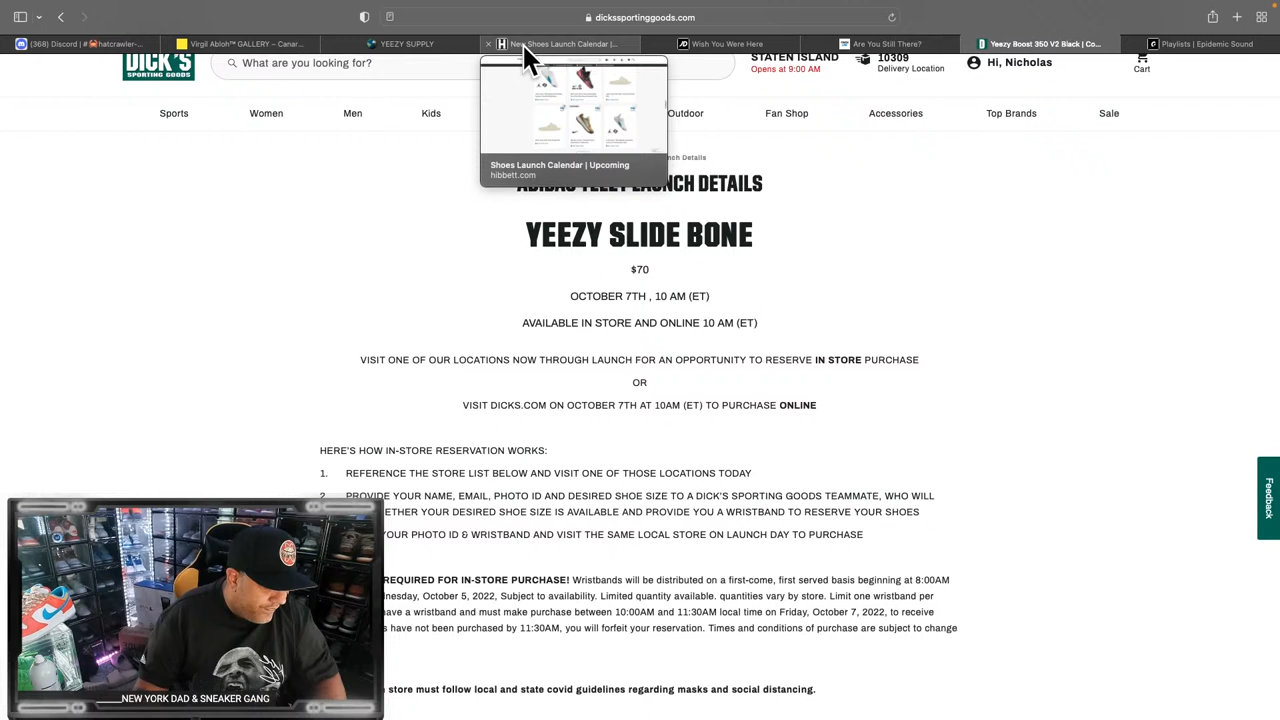 dickssportinggoods.com
(368) Discord | #🦀hatcrawler-...
Virgil Abloh™ GALLERY – Canar...
YEEZY SUPPLY
New Shoes Launch Calendar |...
Wish You Were Here
Are You Still There?
Yeezy Boost 350 V2 Black | Co...
Playlists | Epidemic Sound
DICK'S
SPORTING GOODS
What are you looking for?
STATEN ISLAND
Opens at 9:00 AM
10309
Delivery Location
Hi, Nicholas
Cart
Sports
Women
Men
Kids
Outdoor
Fan Shop
Accessories
Top Brands
Sale
Shoes Launch Calendar | Upcoming
hibbett.com
nch Details
ADIDAS YEEZY LAUNCH DETAILS
YEEZY SLIDE BONE
$70
OCTOBER 7TH , 10 AM (ET)
AVAILABLE IN STORE AND ONLINE 10 AM (ET)
VISIT ONE OF OUR LOCATIONS NOW THROUGH LAUNCH FOR AN OPPORTUNITY TO RESERVE IN STORE PURCHASE
OR
VISIT DICKS.COM ON OCTOBER 7TH AT 10AM (ET) TO PURCHASE ONLINE
HERE'S HOW IN-STORE RESERVATION WORKS:
1. REFERENCE THE STORE LIST BELOW AND VISIT ONE OF THOSE LOCATIONS TODAY
2. PROVIDE YOUR NAME, EMAIL, PHOTO ID AND DESIRED SHOE SIZE TO A DICK'S SPORTING GOODS TEAMMATE, WHO WILL
ETHER YOUR DESIRED SHOE SIZE IS AVAILABLE AND PROVIDE YOU A WRISTBAND TO RESERVE YOUR SHOES
YOUR PHOTO ID & WRISTBAND AND VISIT THE SAME LOCAL STORE ON LAUNCH DAY TO PURCHASE
REQUIRED FOR IN-STORE PURCHASE! Wristbands will be distributed on a first-come, first served basis beginning at 8:00AM
nesday, October 5, 2022, Subject to availability. Limited quantity available. quantities vary by store. Limit one wristband per
have a wristband and must make purchase between 10:00AM and 11:30AM local time on Friday, October 7, 2022, to receive
s have not been purchased by 11:30AM, you will forfeit your reservation. Times and conditions of purchase are subject to change
store must follow local and state covid guidelines regarding masks and social distancing.
Feedback
NEW YORK DAD & SNEAKER GANG